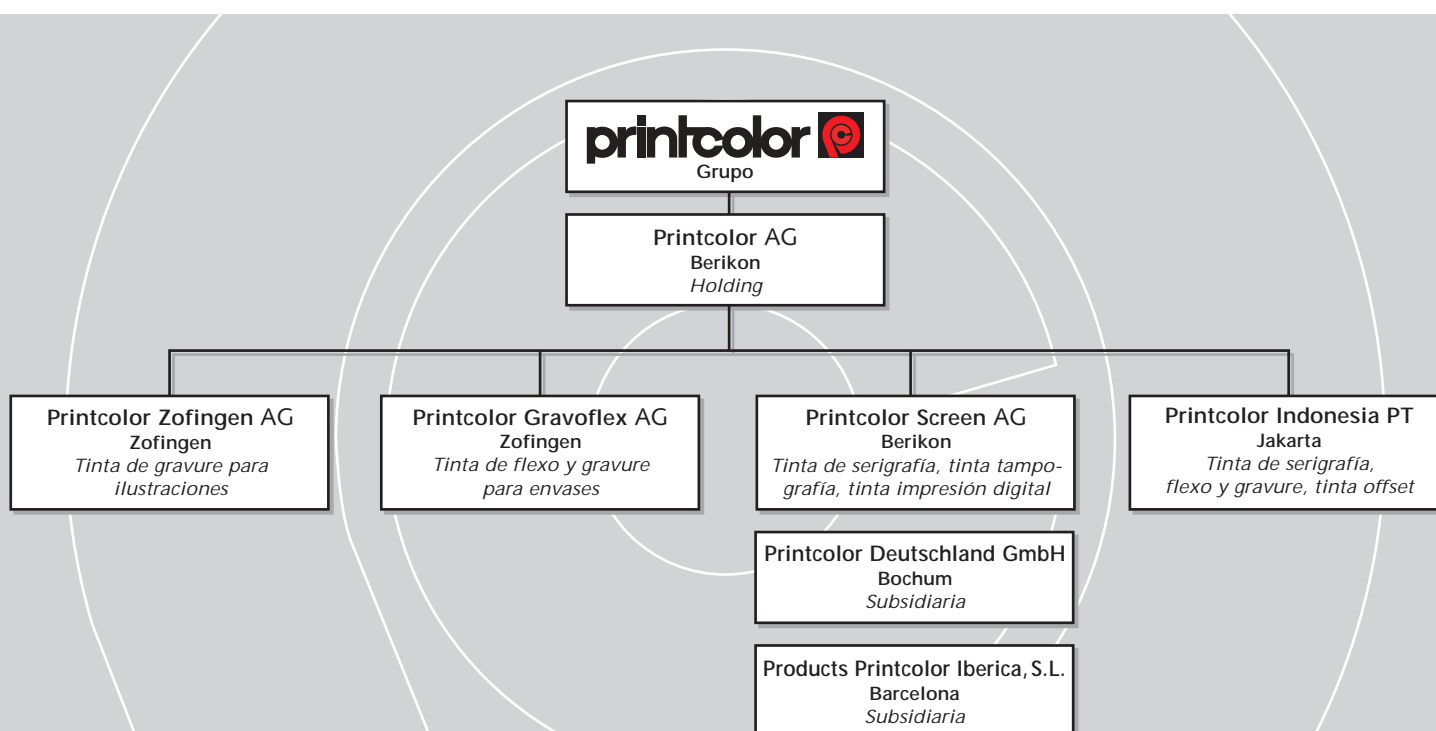 printcolor
Grupo
Printcolor AG
Berikon
Holding
Printcolor Zofingen AG
Zofingen
Tinta de gravure para
ilustraciones
Printcolor Gravoflex AG
Zofingen
Tinta de flexo y gravure
para envases
Printcolor Screen AG
Berikon
Tinta de serigrafía, tinta tampo-
grafía, tinta impresión digital
Printcolor Indonesia PT
Jakarta
Tinta de serigrafía,
flexo y gravure, tinta offset
Printcolor Deutschland GmbH
Bochum
Subsidiaria
Products Printcolor Iberica, S.L.
Barcelona
Subsidiaria